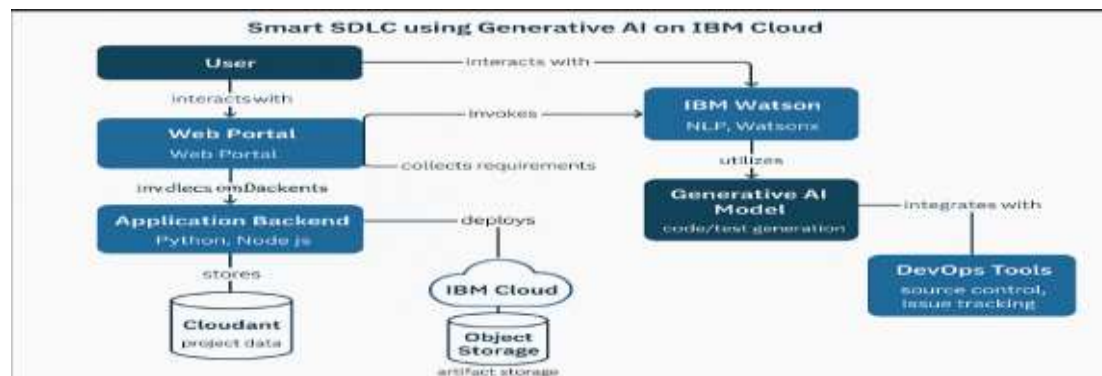 Smart SDLC using Generative AI on IBM Cloud
User
interacts with
interacts with
IBM Watson
NLP, Watsonx
Web Portal
Web Portal
invokes
collects requirements
utilizes
Generative AI
Model
code/test generation
integrates with
Application Backend
Python, Node js
deploys
DevOps Tools
source control,
issue tracking
stores
IBM Cloud
Cloudant
project data
Object
Storage
artifact storage